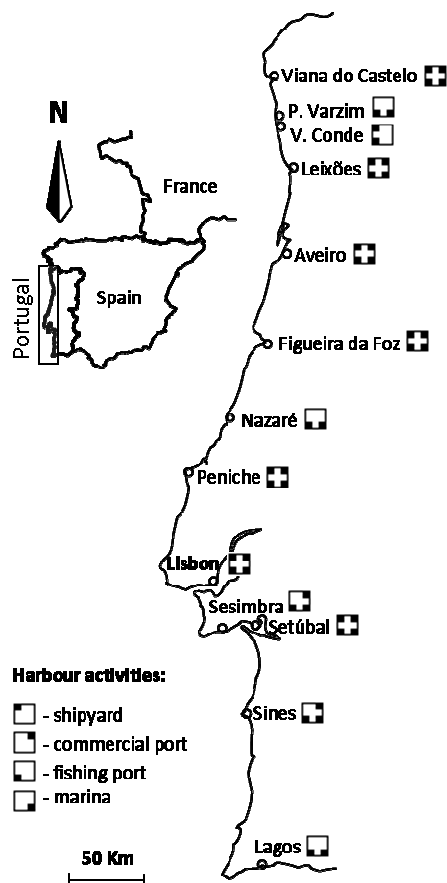 Viana do Castelo
P. Varzim
V. Conde
N
France
Leixões
Spain
Portugal
Aveiro
Figueira da Foz
Nazaré
Peniche
Lisbon
Sesimbra
Setúbal
Harbour activities:
- shipyard
- commercial port
- fishing port
- marina
Sines
Lagos
50 Km